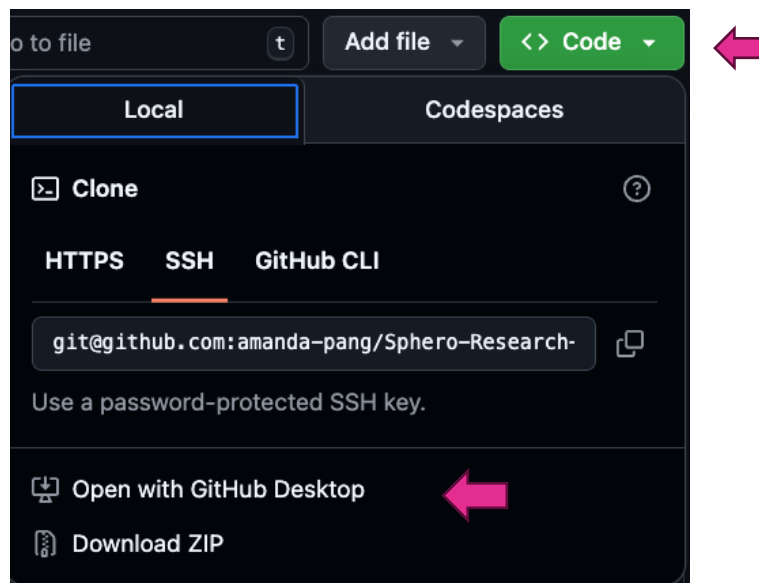 o to file
t
Add file
<> Code
Local
Codespaces
Clone
HTTPS
SSH
GitHub CLI
git@github.com:amanda-pang/Sphero-Research-
Use a password-protected SSH key.
Open with GitHub Desktop
Download ZIP